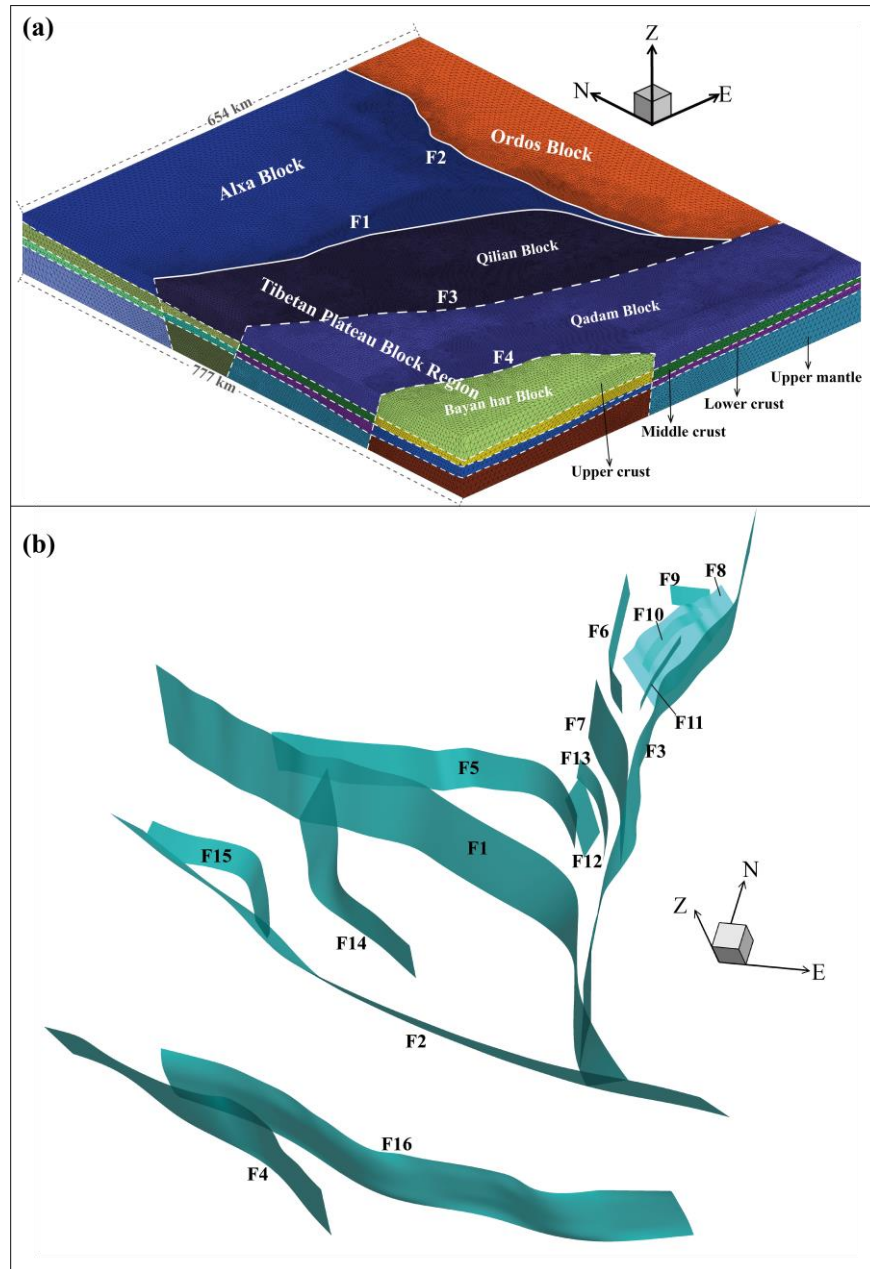 (a)
Z
N
E
654 km
Ordos Block
F2
Alxa Block
F1
Qilian Block
F3
Tibetan Plateau Block Region
Qadam Block
F4
777 km
Bayan har Block
Upper mantle
Lower crust
Middle crust
Upper crust
(b)
F9
F8
F10
F6
F11
F7
F3
F13
F5
F1
F12
F15
N
Z
E
F14
F2
F16
F4